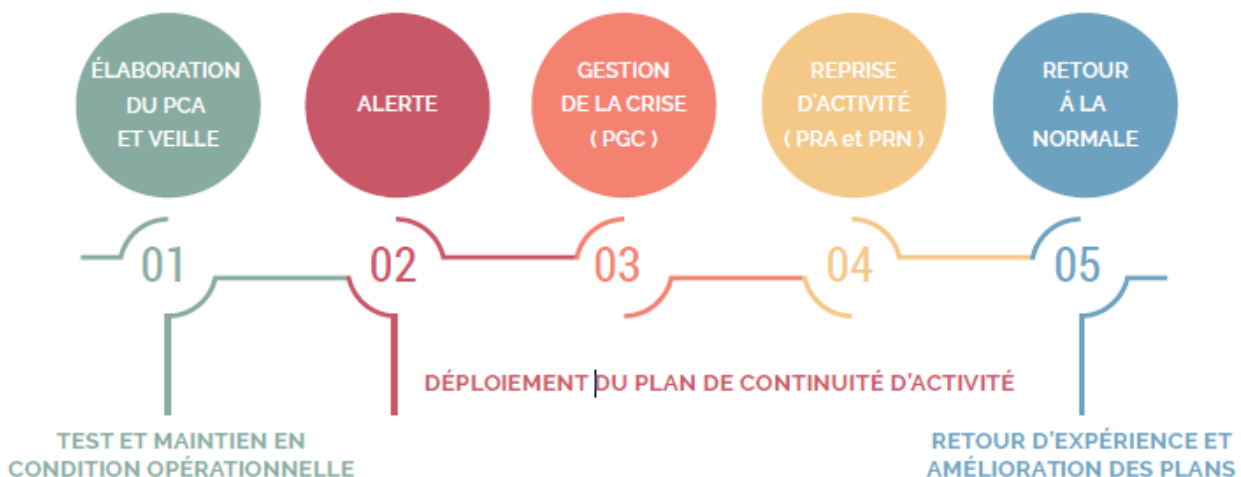 ÉLABORATION
DU PCA
ET VEILLE
ALERTE
GESTION
DE LA CRISE
( PGC )
REPRISE
D'ACTIVITÉ
( PRA et PRN )
RETOUR
Á LA
NORMALE
01
02
03
04
05
DÉPLOIEMENT DU PLAN DE CONTINUITÉ D'ACTIVITÉ
TEST ET MAINTIEN EN
CONDITION OPÉRATIONNELLE
RETOUR D'EXPÉRIENCE ET
AMÉLIORATION DES PLANS